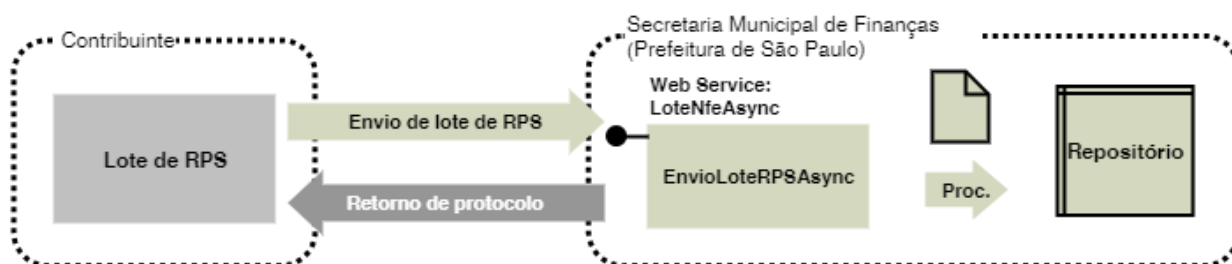 Contribuinte
Secretaria Municipal de Finanças
(Prefeitura de São Paulo)
Web Service:
LoteNfeAsync
Envio de lote de RPS
Lote de RPS
EnvioLoteRPSAsync
Repositório
Proc.
Retorno de protocolo